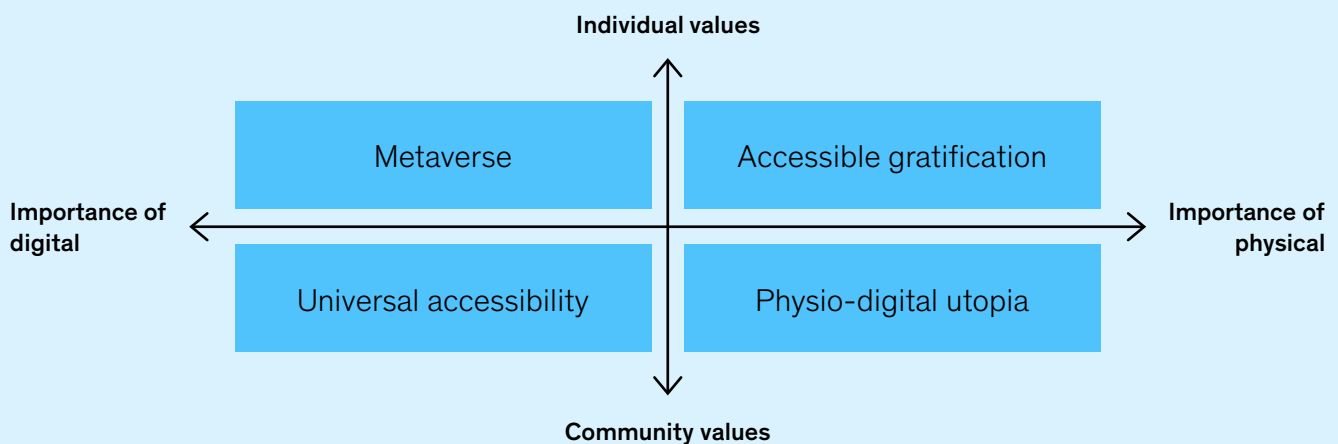 Individual values
Metaverse
Accessible gratification
Importance of
digital
Importance of
physical
Universal accessibility
Physio-digital utopia
Community values